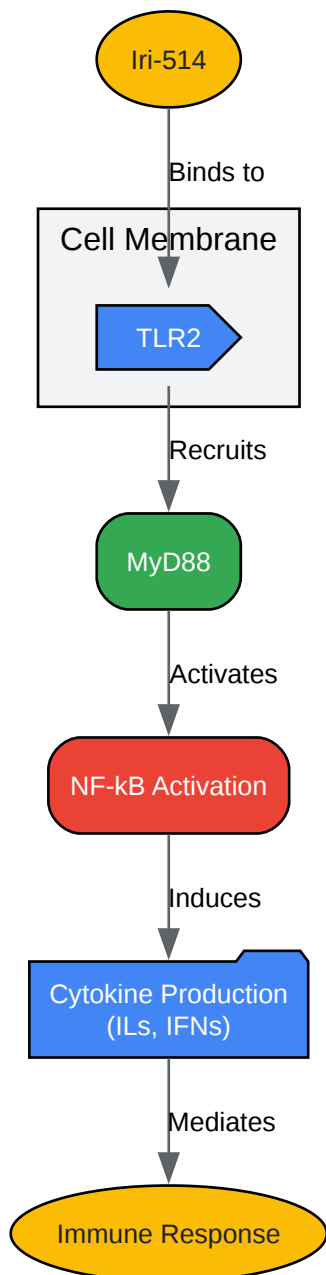 Iri-514
Binds to
Cell Membrane
TLR2
Recruits
MyD88
Activates
NF-kB Activation
Induces
Cytokine Production
(ILs, IFNs)
Mediates
Immune Response